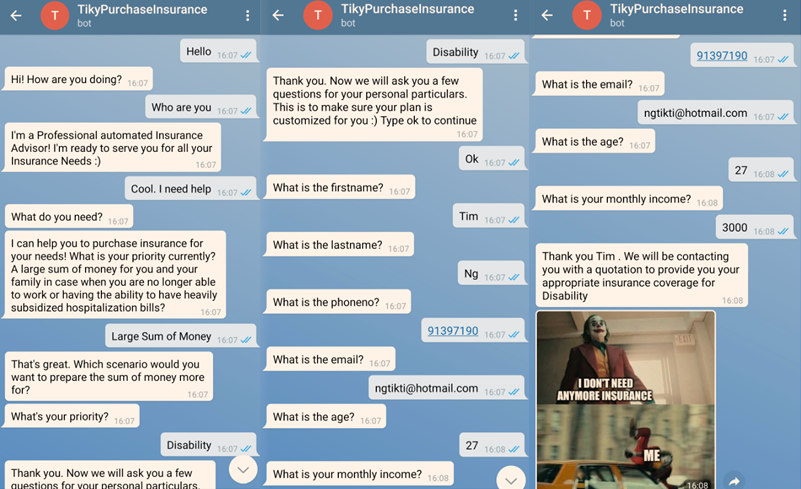 TikyPurchaseInsurance
bot
Hello 16:07
Hi! How are you doing? 16:07
Who are you 16:07
I'm a Professional automated Insurance
Advisor! I'm ready to serve you for all your
Insurance Needs :) 16:07
Cool. I need help 16:07
What do you need? 16:07
I can help you to purchase insurance for
your needs! What is your priority currently?
A large sum of money for you and your
family in case when you are no longer able
to work or having the ability to have heavily
subsidized hospitalization bills? 16:07
Large Sum of Money 16:07
That's great. Which scenario would you
want to prepare the sum of money more
for? 16:07
What's your priority? 16:07
Disability 16:07
Thank you. Now we will ask you a few
questions for your personal particulars.
TikyPurchaseInsurance
bot
Disability 16:07
Thank you. Now we will ask you a few
questions for your personal particulars.
This is to make sure your plan is
customized for you :) Type ok to continue
16:07
Ok 16:07
What is the firstname? 16:07
Tim 16:07
What is the lastname? 16:07
Ng 16:07
What is the phoneno? 16:07
91397190 16:07
What is the email? 16:07
ngtikti@hotmail.com 16:07
What is the age? 16:07
27 16:08
What is your monthly income? 16:08
TikyPurchaseInsurance
bot
91397190 16:07
What is the email? 16:07
ngtikti@hotmail.com 16:07
What is the age? 16:07
27 16:08
What is your monthly income? 16:08
3000 16:08
Thank you Tim . We will be contacting
you with a quotation to provide you your
appropriate insurance coverage for
Disability 16:08
EXIT
I DON'T NEED
ANYMORE INSURANCE
ME
16:08